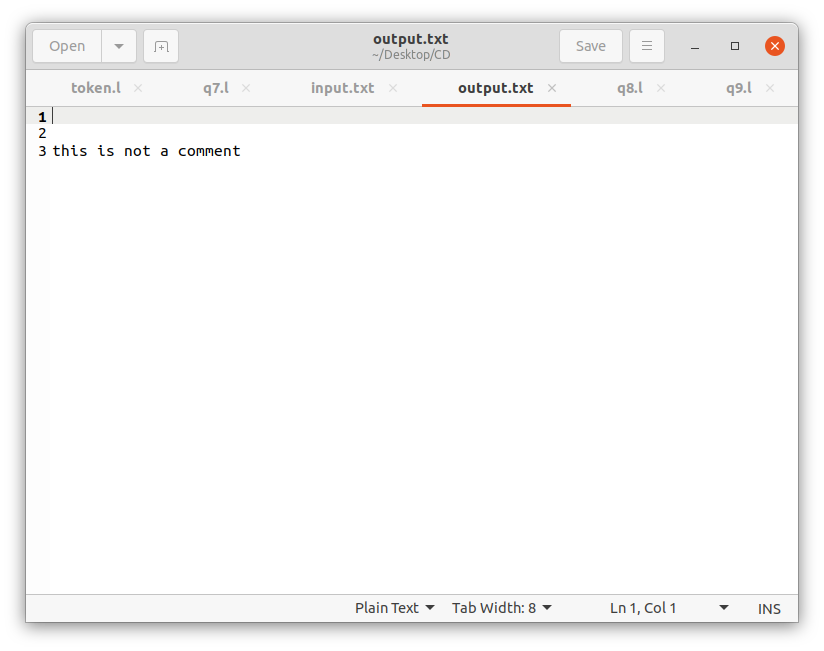 Open
output.txt
~/Desktop/CD
Save
token.l q7.l input.txt output.txt q8.l q9.l
1
2
3 this is not a comment
Plain Text Tab Width: 8 Ln 1, Col 1 INS